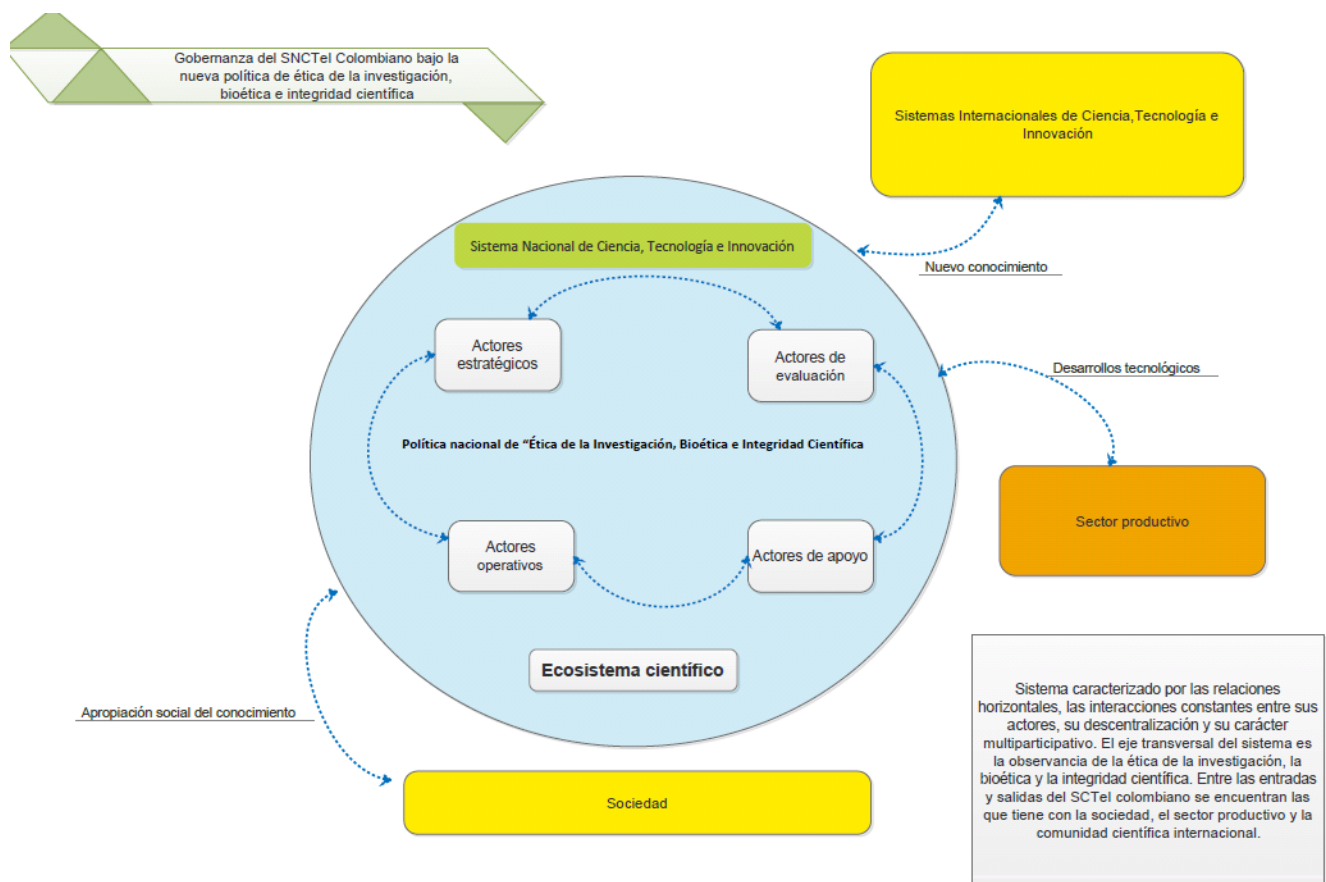 Gobernanza del SNCTeI Colombiano bajo la
nueva política de ética de la investigación,
bioética e integridad científica
Sistemas Internacionales de Ciencia,Tecnología e
Innovación
Sistema Nacional de Ciencia, Tecnología e Innovación
Nuevo conocimiento
Actores
estratégicos
Actores de
evaluación
Desarrollos tecnológicos
Política nacional de “Ética de la Investigación, Bioética e Integridad Científica
Sector productivo
Actores
operativos
Actores de apoyo
Ecosistema científico
Apropiación social del conocimiento
Sociedad
Sistema caracterizado por las relaciones
horizontales, las interacciones constantes entre sus
actores, su descentralización y su carácter
multiparticipativo. El eje transversal del sistema es
la observancia de la ética de la investigación, la
bioética y la integridad científica. Entre las entradas
y salidas del SCTeI colombiano se encuentran las
que tiene con la sociedad, el sector productivo y la
comunidad científica internacional.